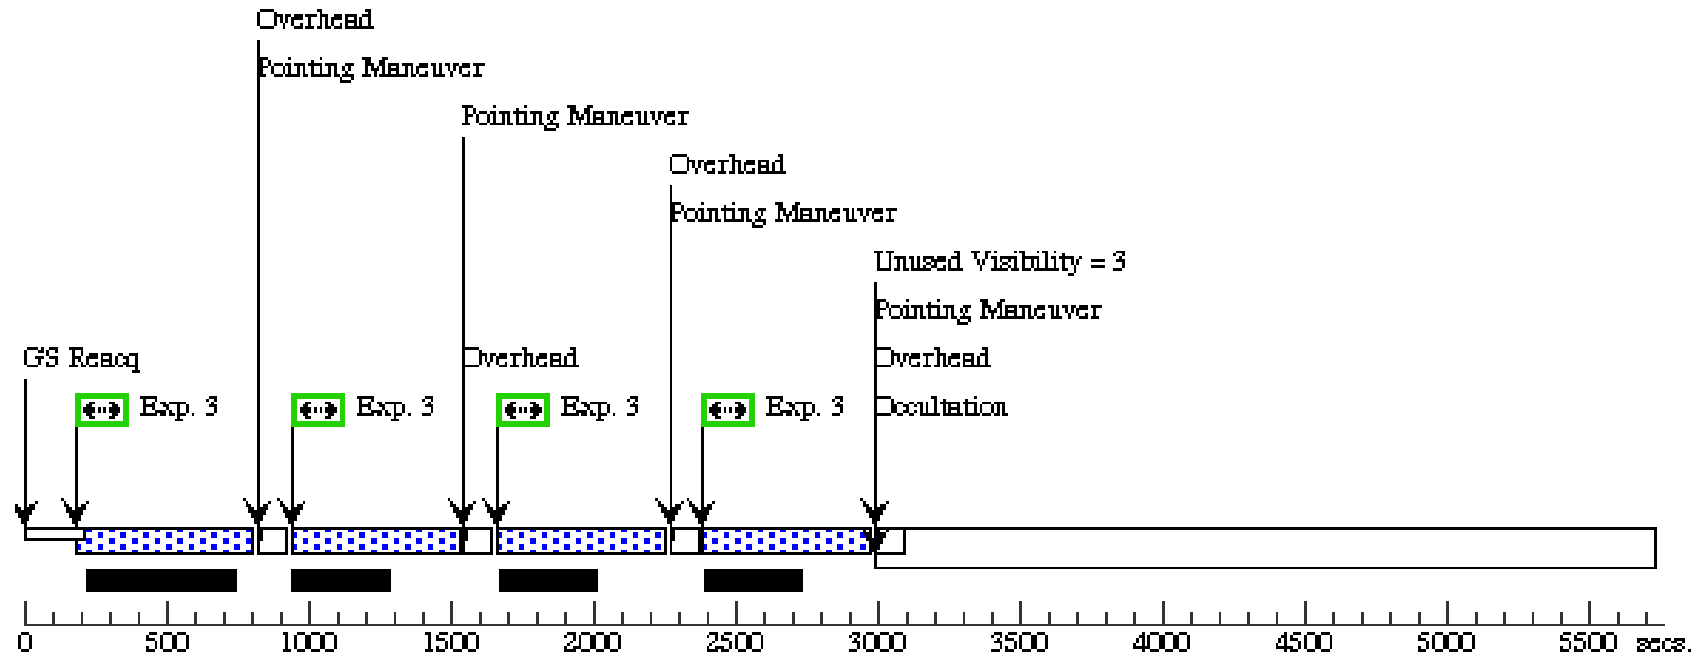 Overhead
Pointing Maneuver
Pointing Maneuver
Overhead
Pointing Maneuver
Unused Visibility = 3
Pointing Maneuver
GS Reacq
Overhead
Overhead
Exp. 3
Exp. 3
Exp. 3
Exp. 3
Occultation
0 500 1000 1500 2000 2500 3000 3500 4000 4500 5000 5500 secs.